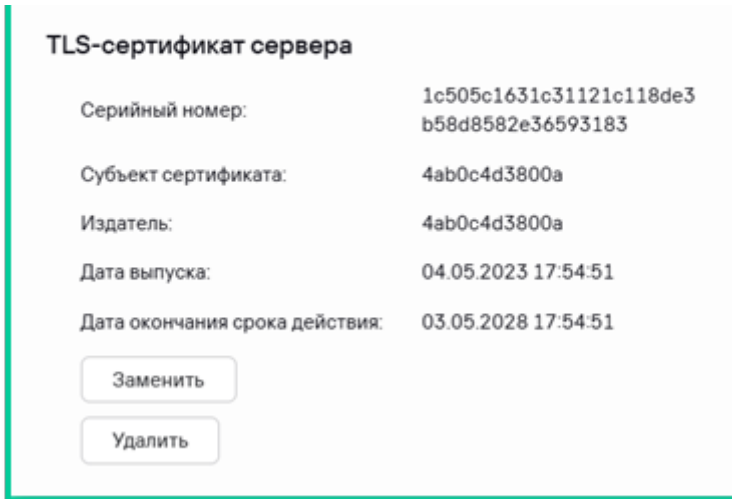 TLS-сертификат сервера
Серийный номер:
1c505c1631c31121c118de3
b58d8582e36593183
Субъект сертификата: 4ab0c4d3800a
Издатель: 4ab0c4d3800a
Дата выпуска: 04.05.2023 17:54:51
Дата окончания срока действия: 03.05.2028 17:54:51
Заменить
Удалить